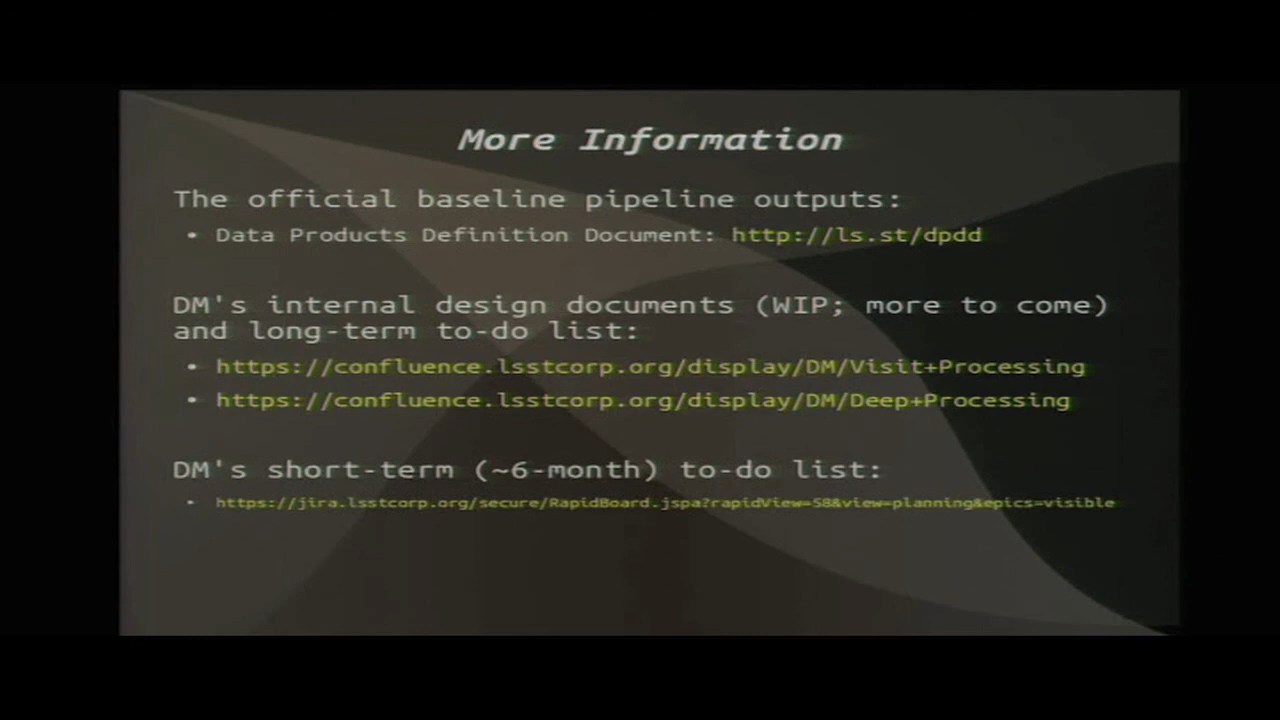 More Information
The official baseline pipeline outputs:
• Data Products Definition Document: http://ls.st/dpdd
DM's internal design documents (WIP; more to come)
and long-term to-do list:
• https://confluence.lsstcorp.org/display/DM/Visit+Processing
• https://confluence.lsstcorp.org/display/DM/Deep+Processing
DM's short-term (~6-month) to-do list:
• https://jira.lsstcorp.org/secure/RapidBoard.jspa?rapidView=58&view=planning&epics=visible